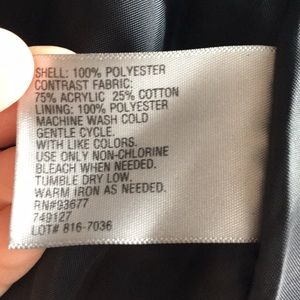 SHELL: 100% POLYESTER
CONTRAST FABRIC:
75% ACRYLIC 25% COTTON
LINING: 100% POLYESTER
MACHINE WASH COLD
GENTLE CYCLE.
WITH LIKE COLORS.
USE ONLY NON-CHLORINE
BLEACH WHEN NEEDED.
TUMBLE DRY LOW.
WARM IRON AS NEEDED.
RN#93677
749127
LOT# 816-7036